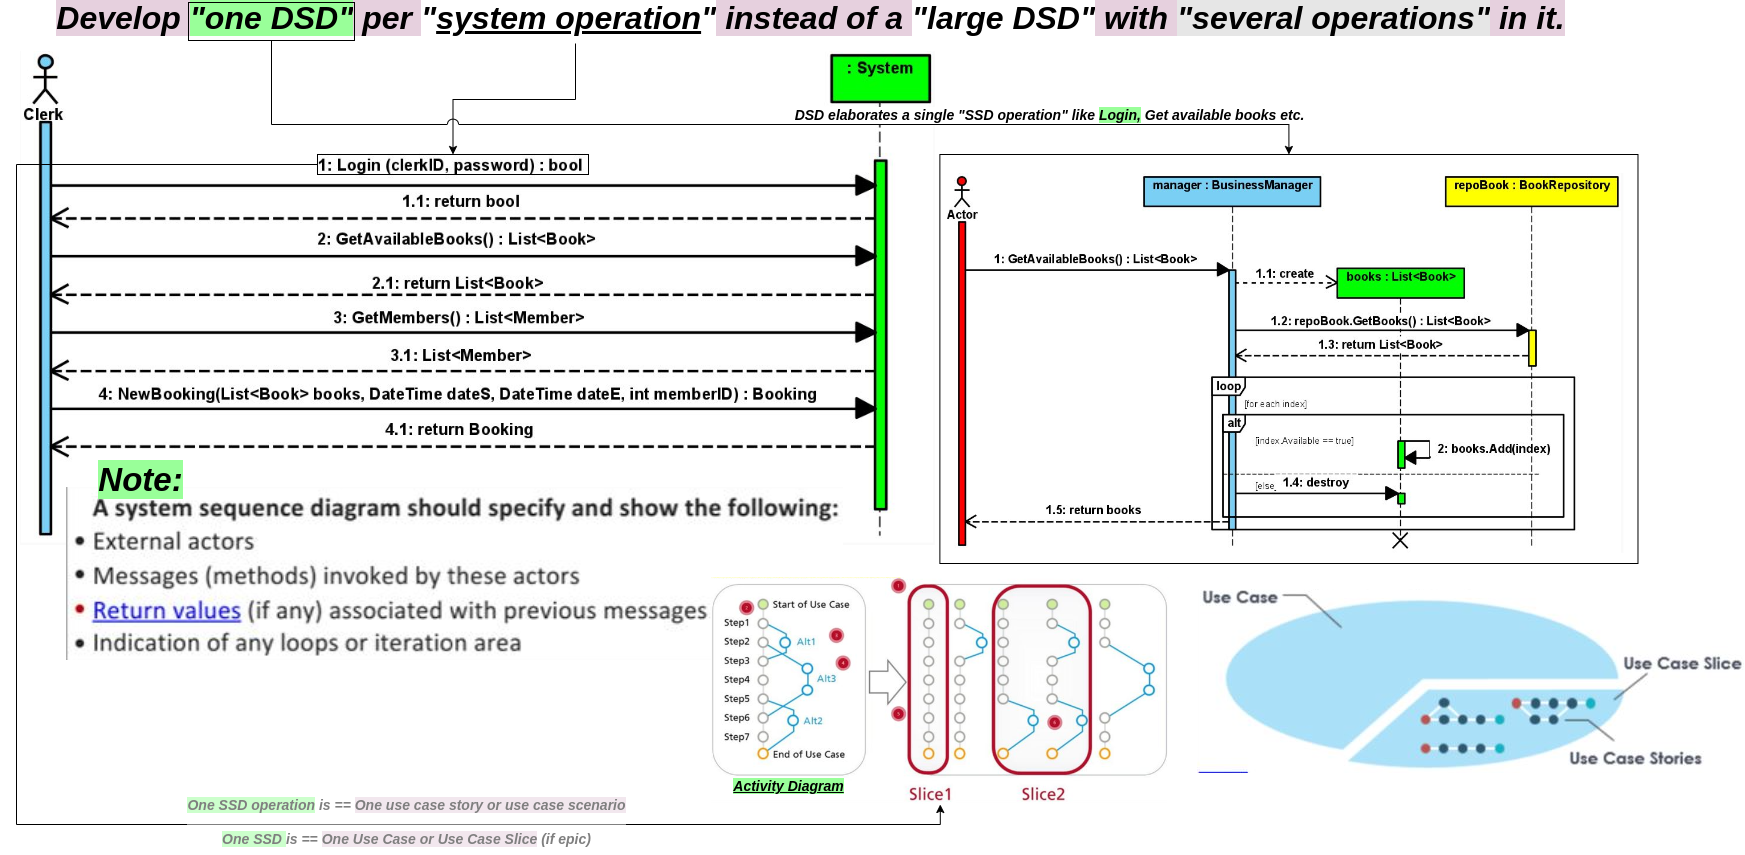 Develop "one DSD" per "system operation" instead of a "large DSD" with "several operations" in it.
Clerk
: System
DSD elaborates a single "SSD operation" like Login, Get available books etc.
1: Login (clerkID, password) : bool
1.1: return bool
2: GetAvailableBooks() : List<Book>
2.1: return List<Book>
3: GetMembers() : List<Member>
3.1: List<Member>
4: NewBooking(List<Book> books, DateTime dateS, DateTime dateE, int memberID) : Booking
4.1: return Booking
Actor
manager : BusinessManager
repoBook : BookRepository
1: GetAvailableBooks() : List<Book>
1.1: create
books : List<Book>
1.2: repoBook.GetBooks() : List<Book>
1.3: return List<Book>
loop
[for each index]
alt
[index.Available == true]
2: books.Add(index)
[else]
1.4: destroy
1.5: return books
Note:
A system sequence diagram should specify and show the following:
• External actors
• Messages (methods) invoked by these actors
• Return values (if any) associated with previous messages
• Indication of any loops or iteration area
Start of Use Case
Step1
Step2
Alt1
Step3
Step4
Alt3
Step5
Step6
Alt2
Step7
End of Use Case
Activity Diagram
Slice1
Slice2
Use Case
Use Case Slice
Use Case Stories
One SSD operation is == One use case story or use case scenario
One SSD is == One Use Case or Use Case Slice (if epic)